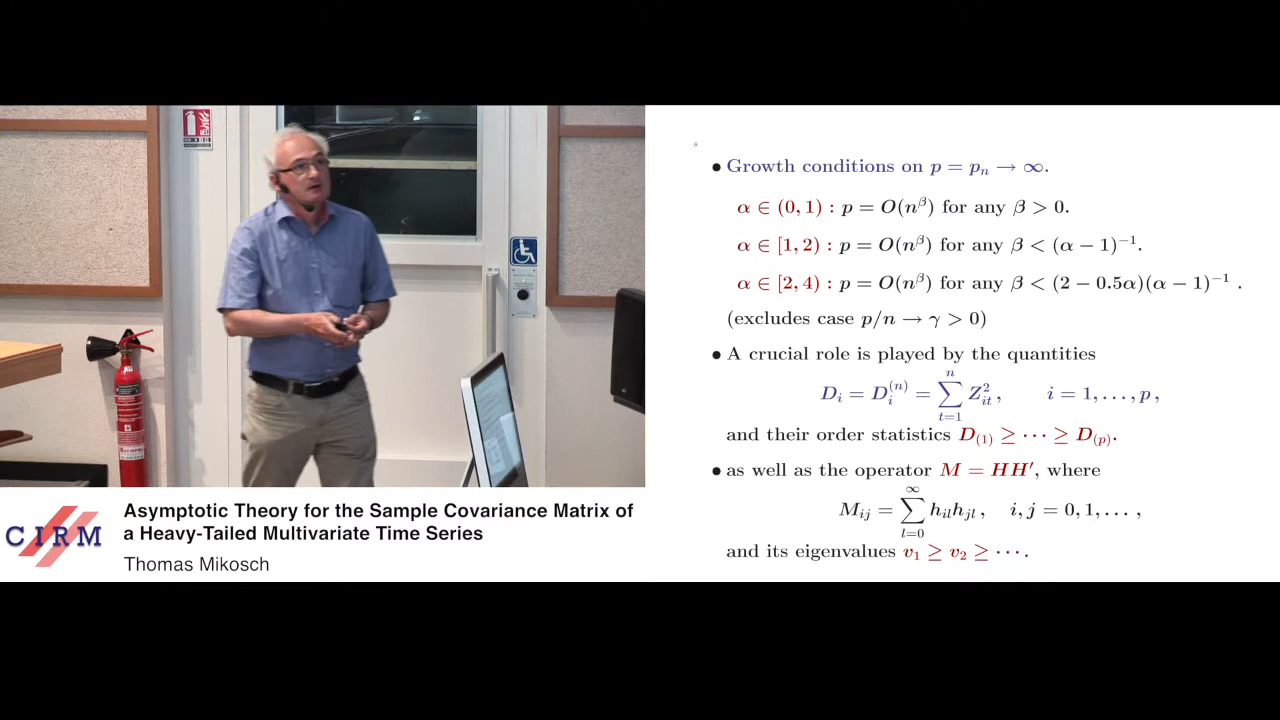 8
• Growth conditions on p = pₙ → ∞.
α ∈ (0, 1) : p = O(n^β) for any β > 0.
α ∈ [1, 2) : p = O(n^β) for any β < (α − 1)^−1.
α ∈ [2, 4) : p = O(n^β) for any β < (2 − 0.5α)(α − 1)^−1 .
(excludes case p/n → γ > 0)
• A crucial role is played by the quantities
D_i = D_i^(n) = ∑_{t=1}^{n} Z_{it}^2 , i = 1, . . . , p ,
and their order statistics D_(1) ≥ · · · ≥ D_(p).
• as well as the operator M = HH′, where
M_{ij} = ∑_{l=0}^{∞} h_{il}h_{jl} , i, j = 0, 1, . . . ,
and its eigenvalues v_1 ≥ v_2 ≥ · · · .
CIRM
Asymptotic Theory for the Sample Covariance Matrix of
a Heavy-Tailed Multivariate Time Series
Thomas Mikosch